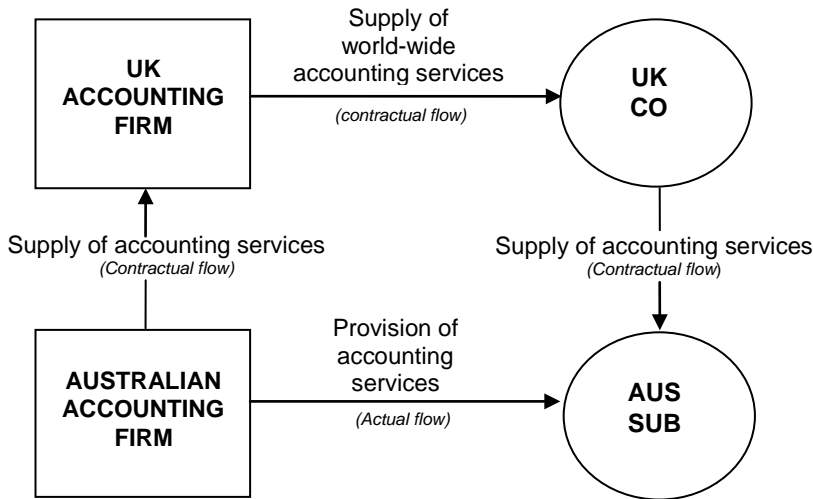 UK
ACCOUNTING
FIRM
Supply of
world-wide
accounting services
(contractual flow)
UK
CO
Supply of accounting services
(Contractual flow)
Supply of accounting services
(Contractual flow)
AUSTRALIAN
ACCOUNTING
FIRM
Provision of
accounting
services
(Actual flow)
AUS
SUB